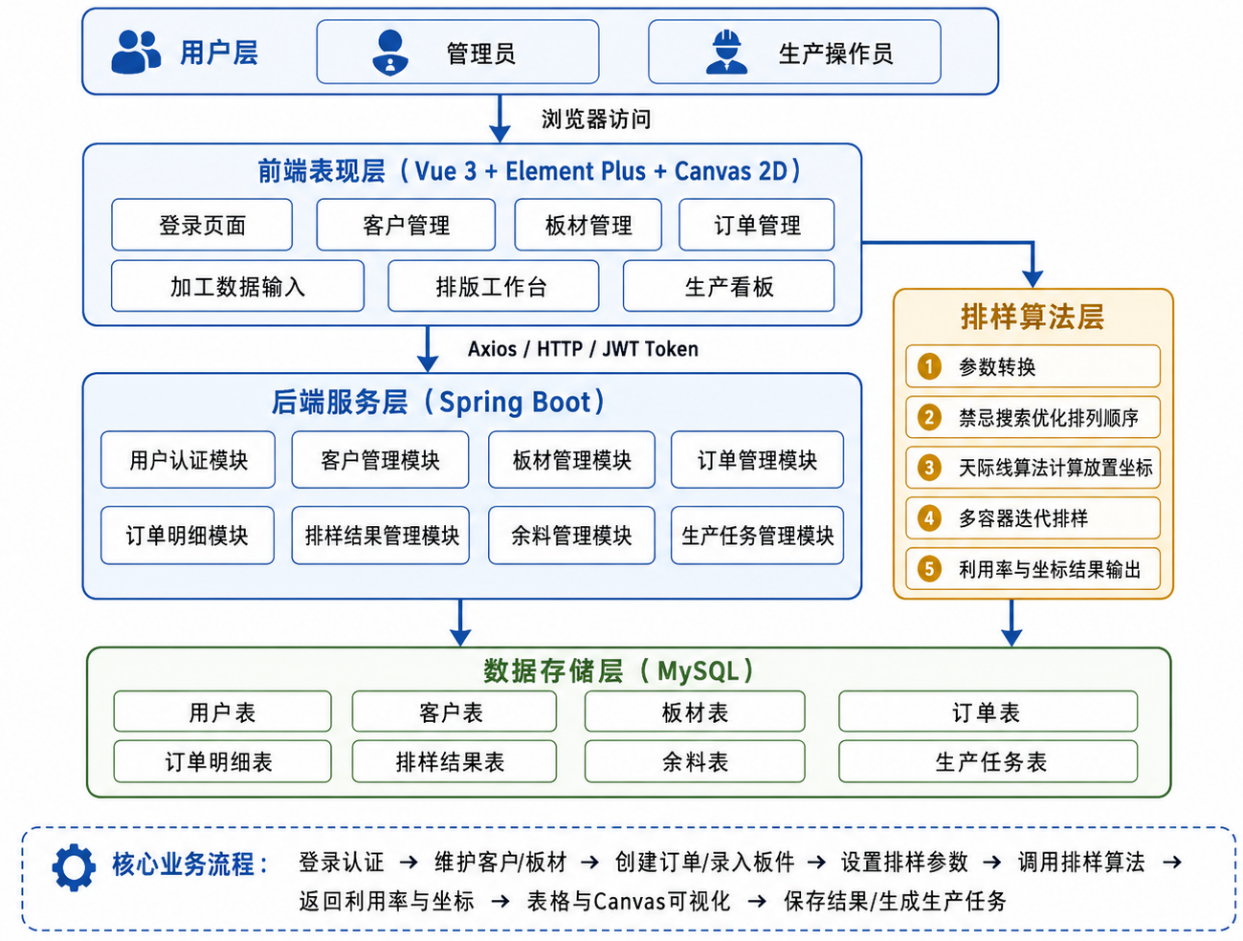 用户层
管理员
生产操作员
浏览器访问
前端表现层（Vue 3 + Element Plus + Canvas 2D）
登录页面
客户管理
板材管理
订单管理
加工数据输入
排版工作台
生产看板
Axios / HTTP / JWT Token
后端服务层（Spring Boot）
用户认证模块
客户管理模块
板材管理模块
订单管理模块
订单明细模块
排样结果管理模块
余料管理模块
生产任务管理模块
排样算法层
1 参数转换
2 禁忌搜索优化排列顺序
3 天际线算法计算放置坐标
4 多容器迭代排样
5 利用率与坐标结果输出
数据存储层（MySQL）
用户表
客户表
板材表
订单表
订单明细表
排样结果表
余料表
生产任务表
核心业务流程：
登录认证 → 维护客户/板材 → 创建订单/录入板件 → 设置排样参数 → 调用排样算法 →
返回利用率与坐标 → 表格与Canvas可视化 → 保存结果/生成生产任务